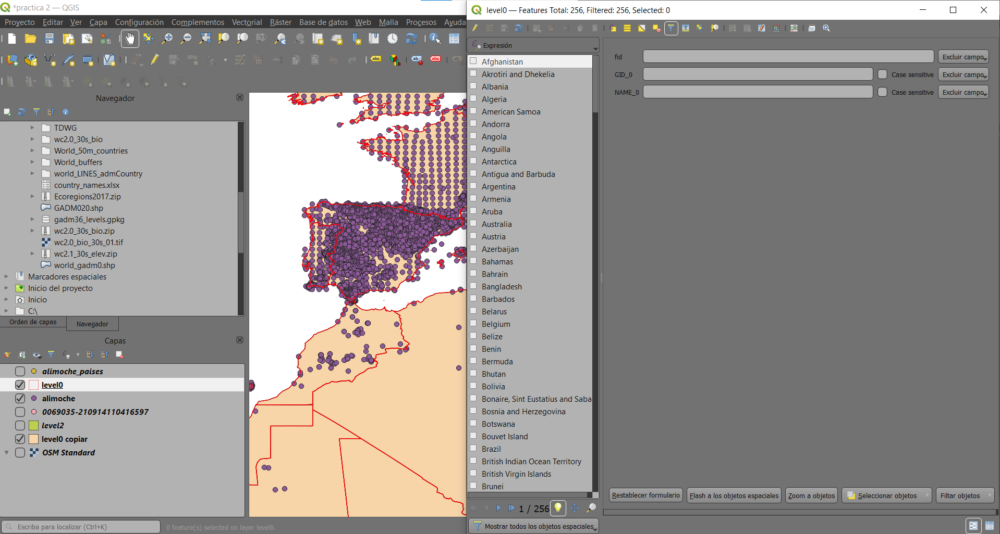 *practica 2 — QGIS
Proyecto Editar Ver Capa Configuración Complementos Vectorial Ráster Base de datos Web Malla Procesos Ayuda
abc abc
Navegador
TDWG
wc2.0_30s_bio
World_50m_countries
World_buffers
world_LINES_admCountry
country_names.xlsx
Ecoregions2017.zip
GADM020.shp
gadm36_levels.gpkg
wc2.0_30s_bio.zip
wc2.0_bio_30s_01.tif
wc2.1_30s_elev.zip
world_gadm0.shp
Marcadores espaciales
Inicio del proyecto
Inicio
C:\
Orden de capas Navegador
Capas
alimoche_paises
level0
alimoche
0069035-210914110416597
level2
level0 copiar
OSM Standard
Escriba para localizar (Ctrl+K) 0 feature(s) selected on layer level0.
level0 — Features Total: 256, Filtered: 256, Selected: 0
Expresión
Afghanistan
Akrotiri and Dhekelia
Albania
Algeria
American Samoa
Andorra
Angola
Anguilla
Antarctica
Antigua and Barbuda
Argentina
Armenia
Aruba
Australia
Austria
Azerbaijan
Bahamas
Bahrain
Bangladesh
Barbados
Belarus
Belgium
Belize
Benin
Bermuda
Bhutan
Bolivia
Bonaire, Sint Eustatius and Saba
Bosnia and Herzegovina
Botswana
Bouvet Island
Brazil
British Indian Ocean Territory
British Virgin Islands
Brunei
1 / 256
Mostrar todos los objetos espaciales
fid Excluir campo
GID_0 Case sensitive Excluir campo
NAME_0 Case sensitive Excluir campo
Restablecer formulario Flash a los objetos espaciales Zoom a objetos Seleccionar objetos Filtar objetos